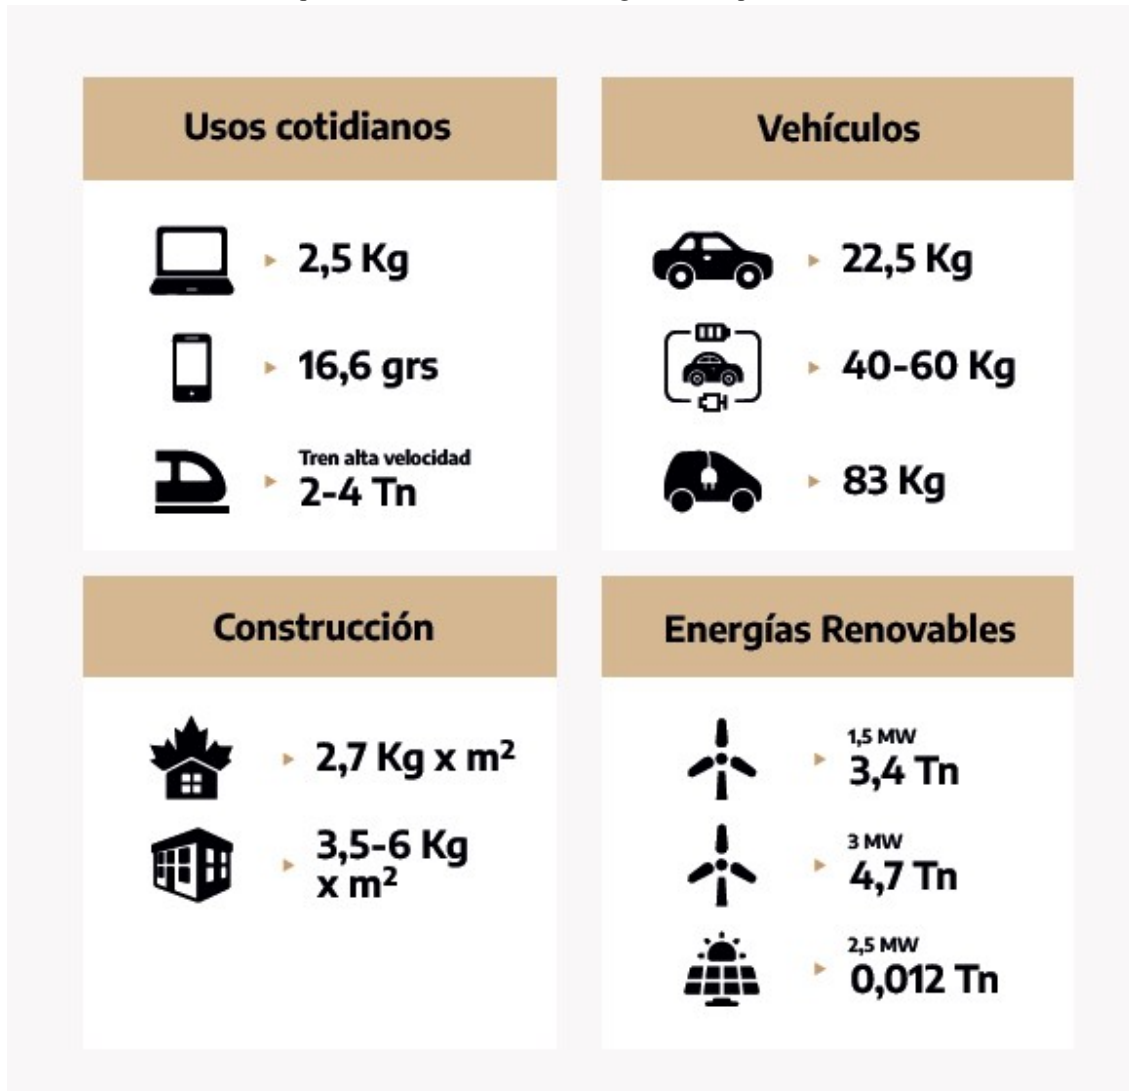 Usos cotidianos
2,5 Kg
16,6 grs
Tren alta velocidad
2-4 Tn
Vehículos
22,5 Kg
40-60 Kg
83 Kg
Construcción
2,7 Kg x m²
3,5-6 Kg
x m²
Energías Renovables
1,5 MW
3,4 Tn
3 MW
4,7 Tn
2,5 MW
0,012 Tn